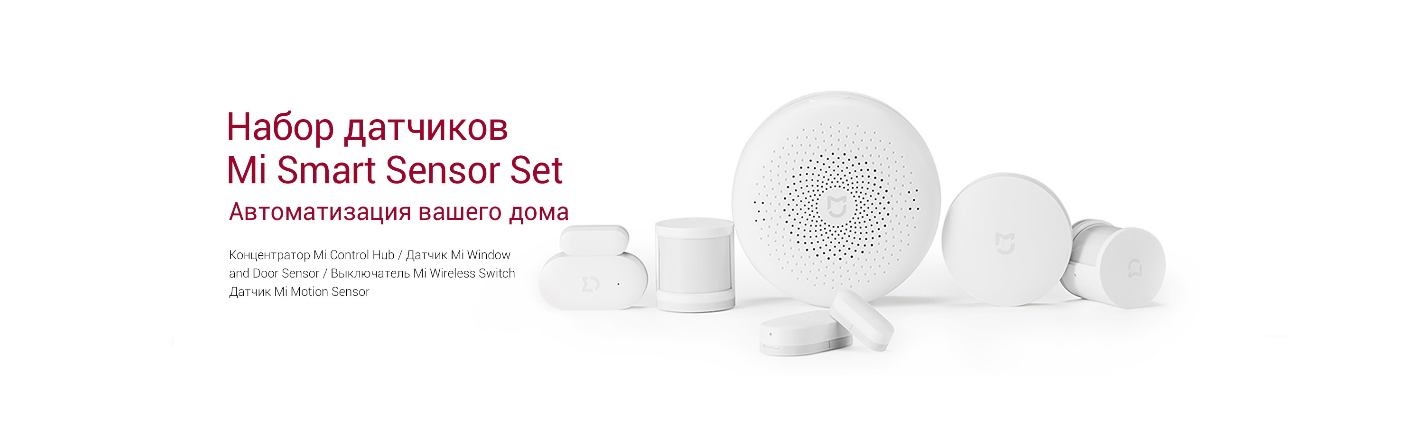 Набор датчиков
Mi Smart Sensor Set
Автоматизация вашего дома
Концентратор Mi Control Hub / Датчик Mi Window
and Door Sensor / Выключатель Mi Wireless Switch
Датчик Mi Motion Sensor